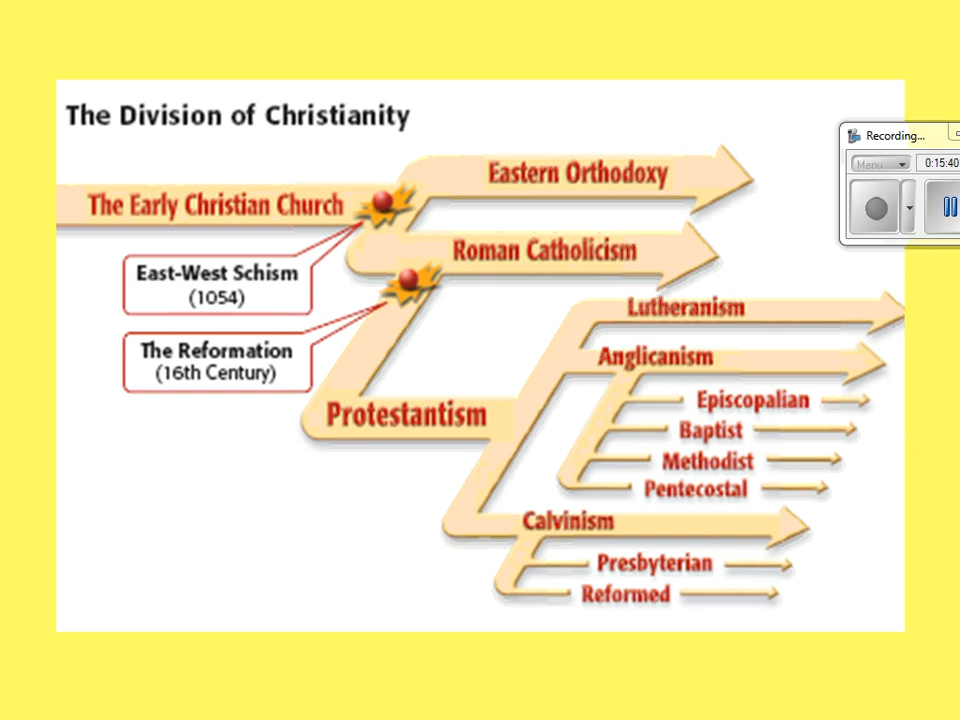 The Division of Christianity
Recording...
Menu
0:15:40
Eastern Orthodoxy
The Early Christian Church
Roman Catholicism
East-West Schism
(1054)
Lutheranism
The Reformation
(16th Century)
Anglicanism
Episcopalian
Protestantism
Baptist
Methodist
Pentecostal
Calvinism
Presbyterian
Reformed